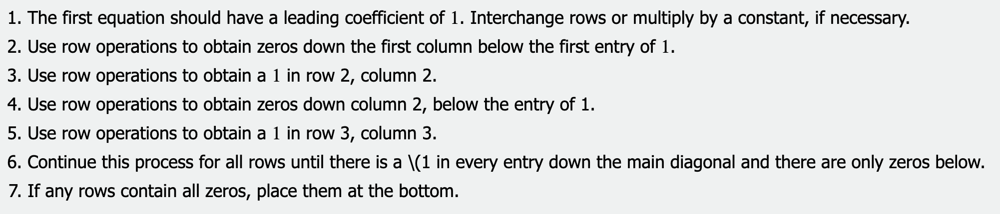 1. The first equation should have a leading coefficient of 1. Interchange rows or multiply by a constant, if necessary.
2. Use row operations to obtain zeros down the first column below the first entry of 1.
3. Use row operations to obtain a 1 in row 2, column 2.
4. Use row operations to obtain zeros down column 2, below the entry of 1.
5. Use row operations to obtain a 1 in row 3, column 3.
6. Continue this process for all rows until there is a \(1 in every entry down the main diagonal and there are only zeros below.
7. If any rows contain all zeros, place them at the bottom.